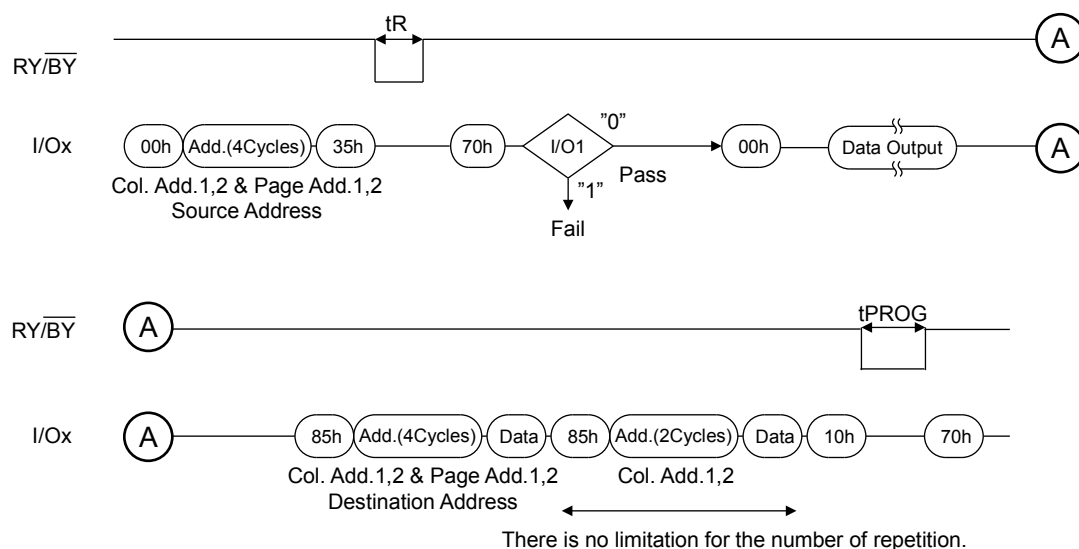 tR
A
RY/BY
I/Ox
00h Add.(4Cycles) 35h 70h I/O1 "0" 00h Data Output A
Pass
"1"
Fail
Col. Add.1,2 & Page Add.1,2
Source Address
A
RY/BY
tPROG
I/Ox
A 85h Add.(4Cycles) Data 85h Add.(2Cycles) Data 10h 70h
Col. Add.1,2 & Page Add.1,2
Destination Address
Col. Add.1,2
There is no limitation for the number of repetition.